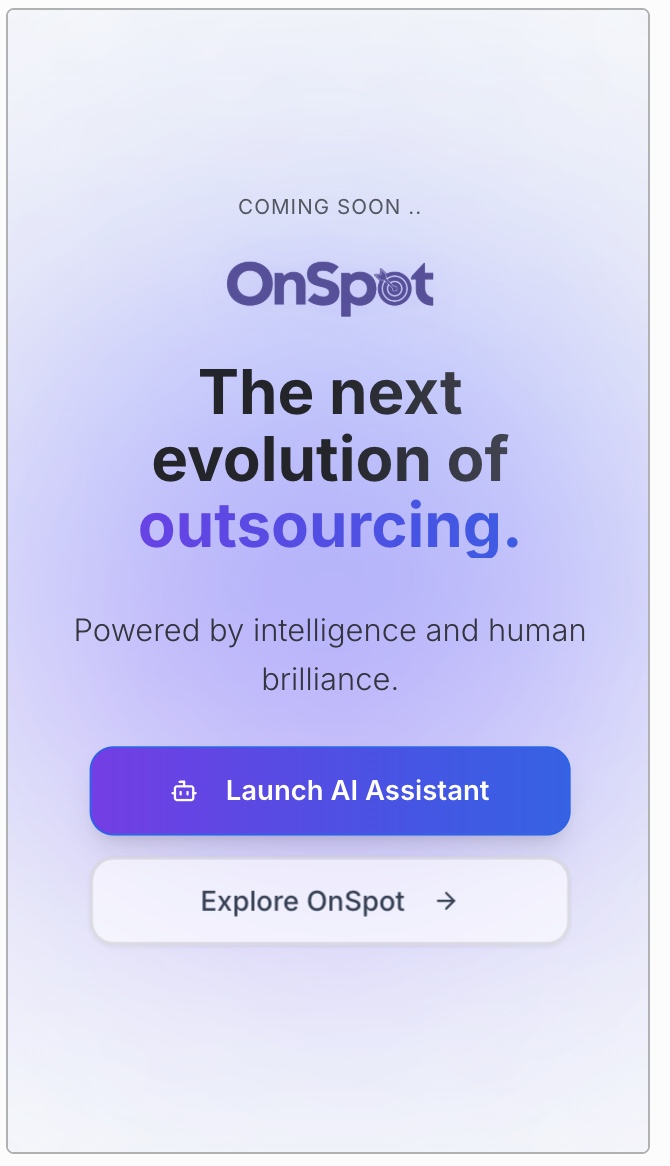 COMING SOON ..
OnSpot
The next
evolution of
outsourcing.
Powered by intelligence and human
brilliance.
Launch AI Assistant
Explore OnSpot →